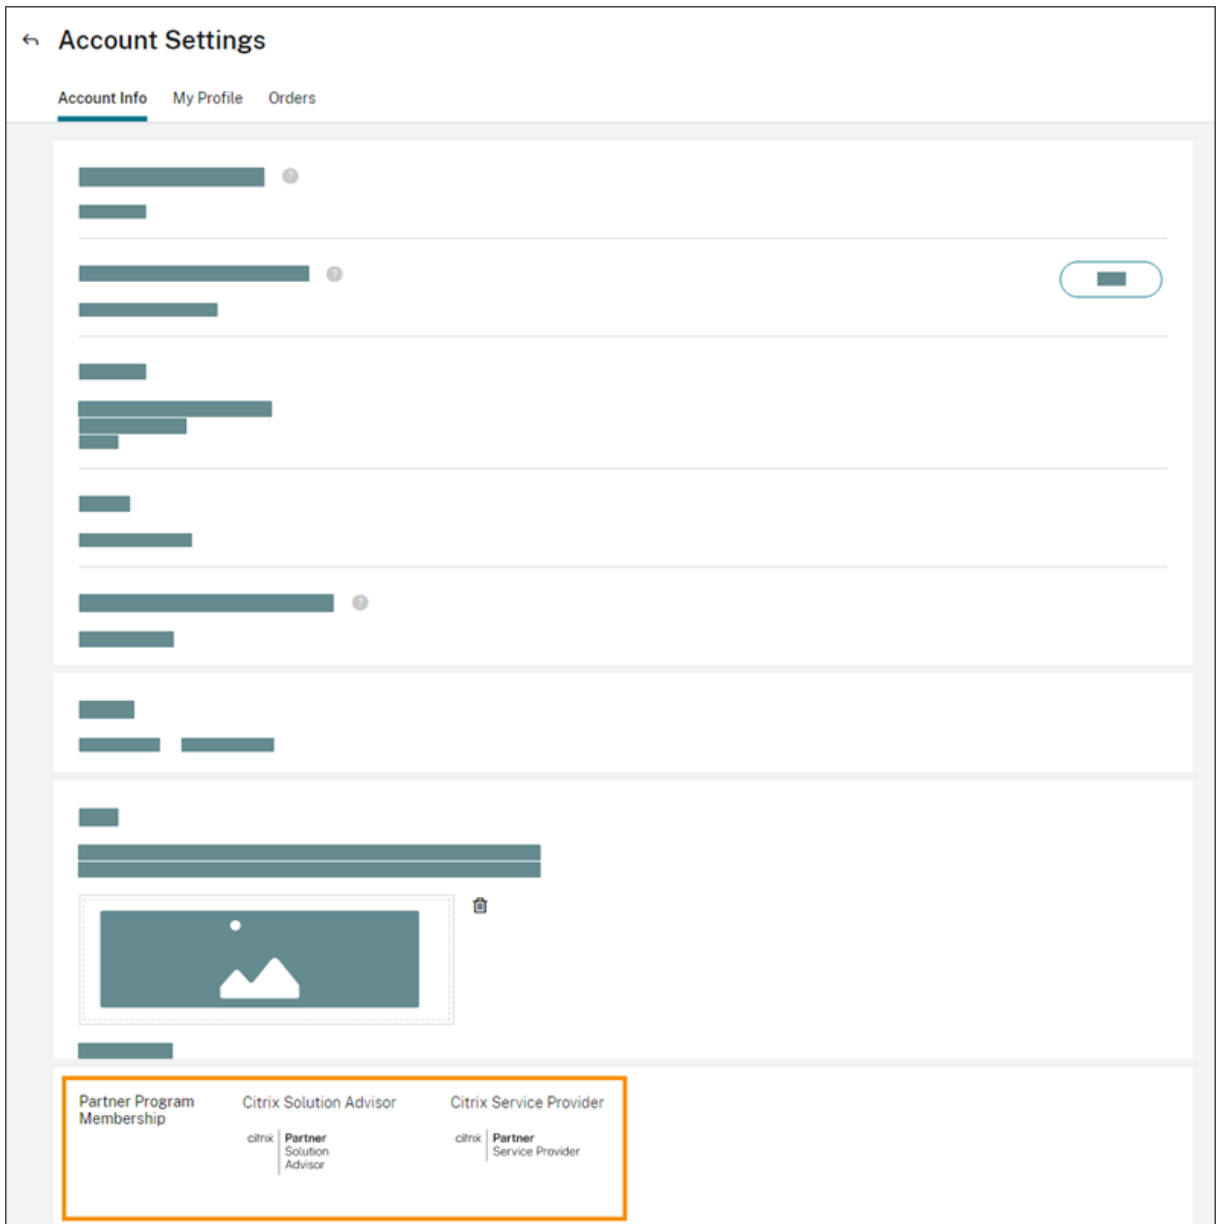 Account Settings
Account Info My Profile Orders
?
?
?
Partner Program
Membership
Citrix Solution Advisor
citrix Partner
Solution
Advisor
Citrix Service Provider
citrix Partner
Service Provider